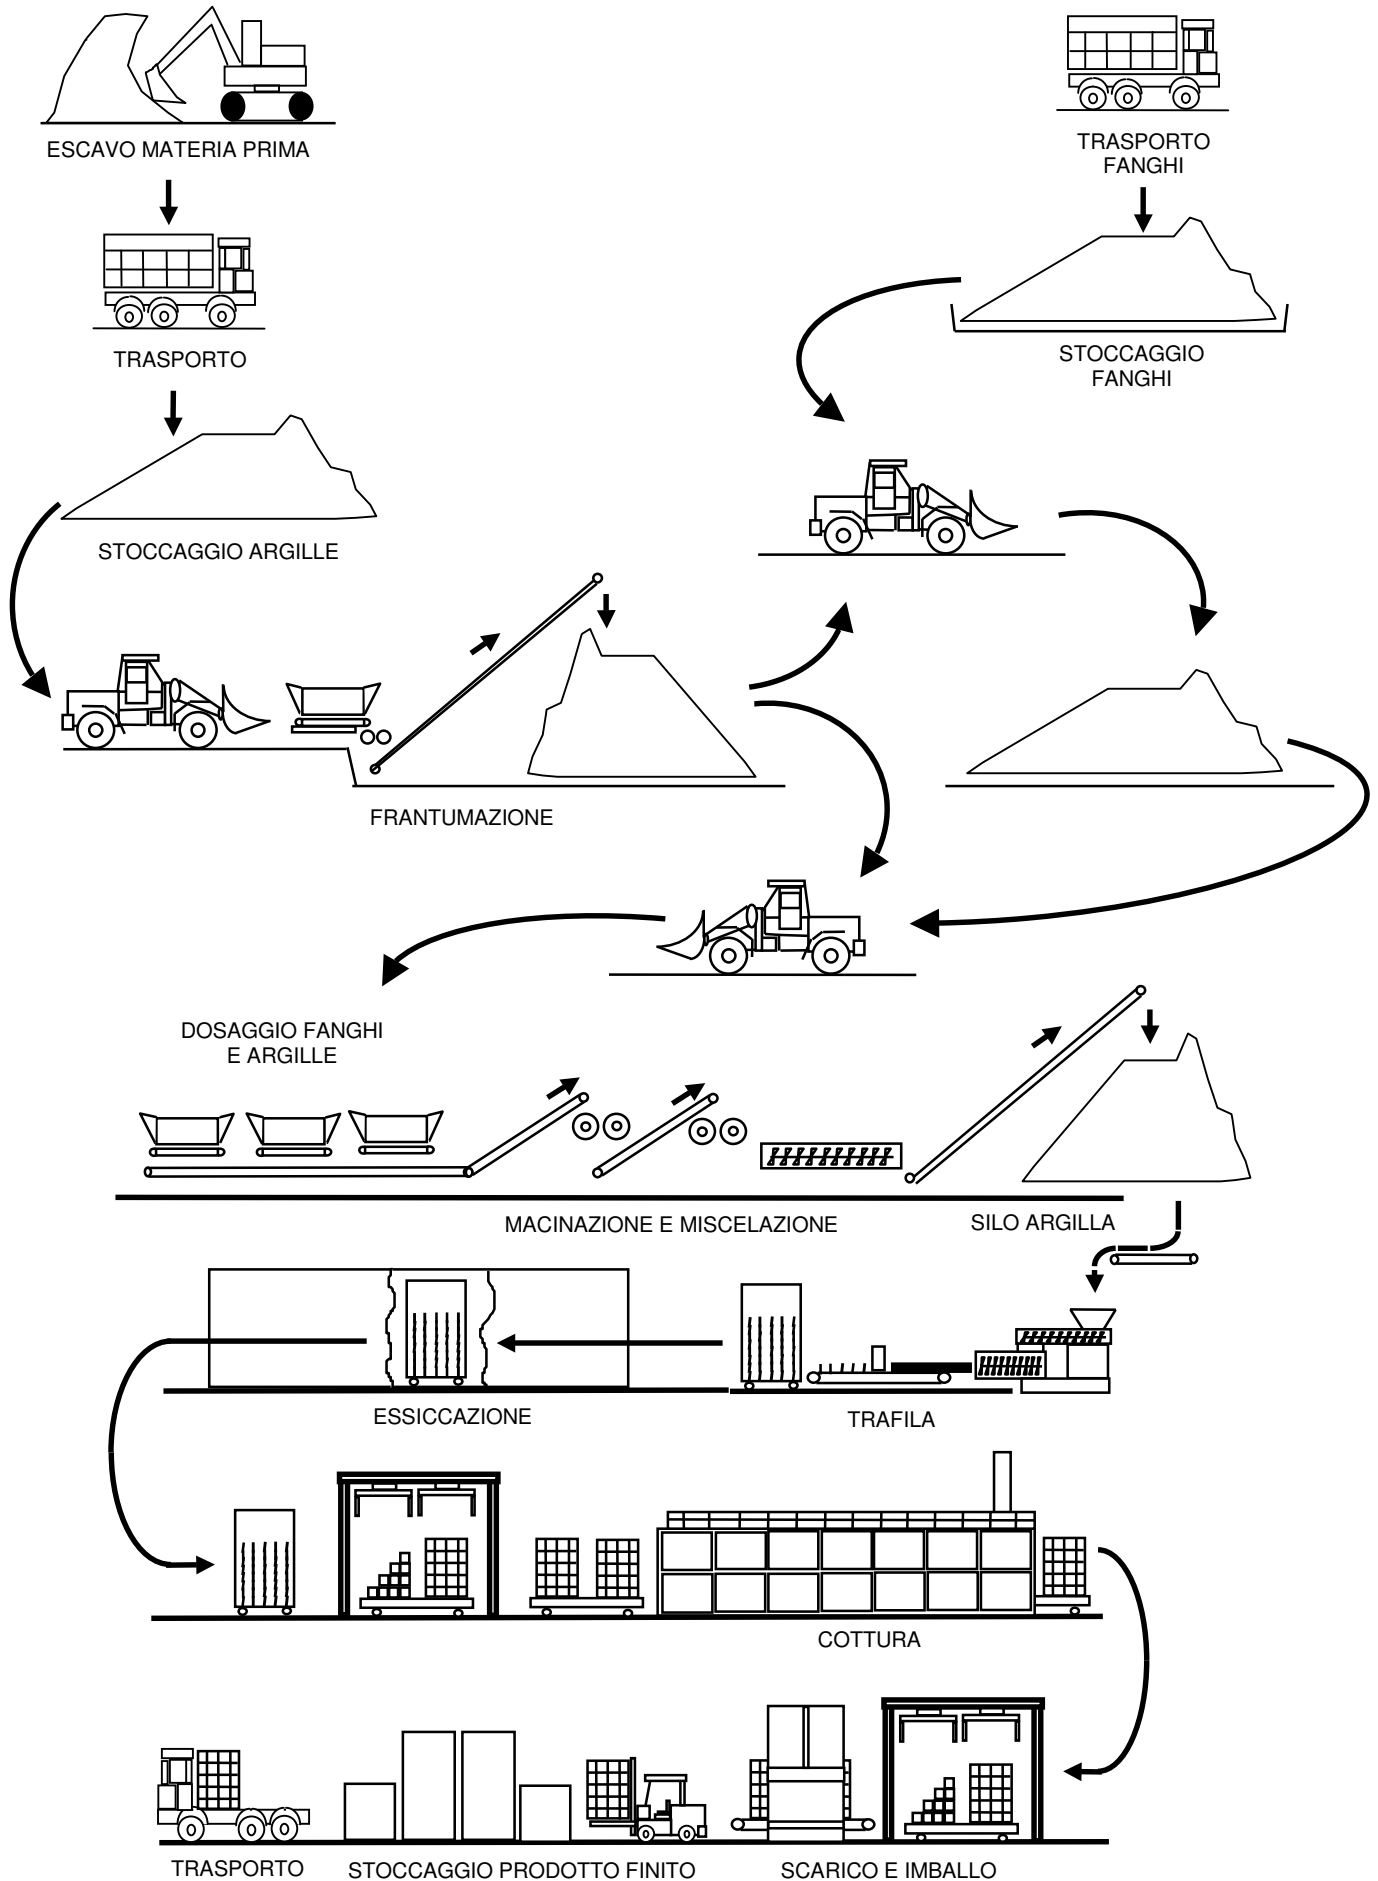 ESCAVO MATERIA PRIMA
TRASPORTO
FANGHI
TRASPORTO
STOCCAGGIO
FANGHI
STOCCAGGIO ARGILLE
FRANTUMAZIONE
DOSAGGIO FANGHI
E ARGILLE
MACINAZIONE E MISCELAZIONE
SILO ARGILLA
ESSICCAZIONE
TRAFILA
COTTURA
TRASPORTO
STOCCAGGIO PRODOTTO FINITO
SCARICO E IMBALLO